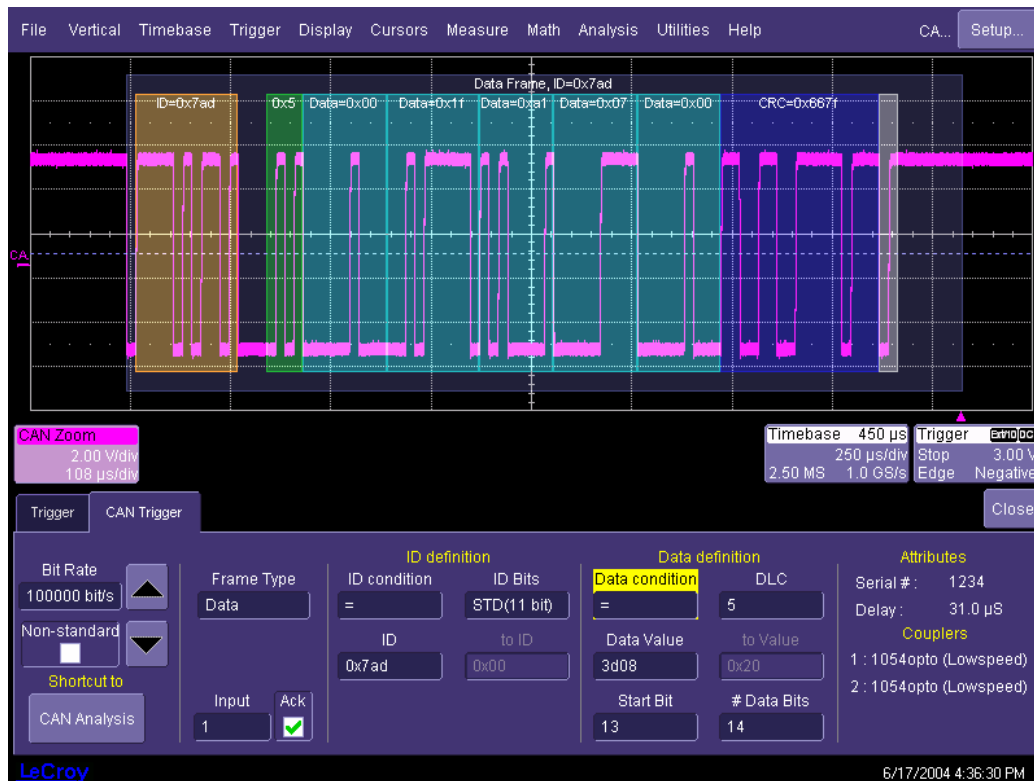 File Vertical Timebase Trigger Display Cursors Measure Math Analysis Utilities Help CA... Setup...
Data Frame, ID=0x7ad
ID=0x7ad 0x5 Data=0x00 Data=0x1f Data=0xa1 Data=0x07 Data=0x00 CRC=0x667f
CA
CAN Zoom
2.00 V/div
108 µs/div
Timebase 450 µs
250 µs/div
2.50 MS 1.0 GS/s
Trigger Ext/10 DC
Stop 3.00 V
Edge Negative
Trigger CAN Trigger Close
Bit Rate
100000 bit/s
Non-standard
Shortcut to
CAN Analysis
Frame Type
Data
Input
1
Ack
ID definition
ID condition ID Bits
= STD(11 bit)
ID to ID
0x7ad 0x00
Data definition
Data condition DLC
= 5
Data Value to Value
3d08 0x20
Start Bit # Data Bits
13 14
Attributes
Serial # : 1234
Delay : 31.0 µS
Couplers
1 : 1054opto (Lowspeed)
2 : 1054opto (Lowspeed)
LeCroy
6/17/2004 4:36:30 PM